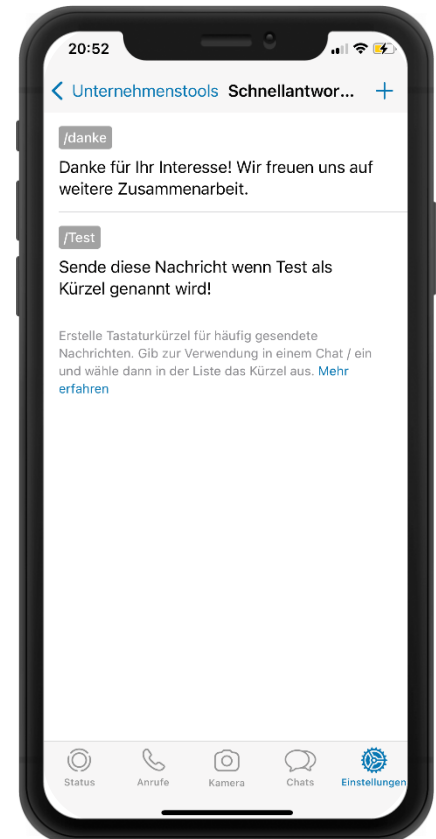 20:52
Unternehmenstools Schnellantwor... +
/danke
Danke für Ihr Interesse! Wir freuen uns auf
weitere Zusammenarbeit.
/Test
Sende diese Nachricht wenn Test als
Kürzel genannt wird!
Erstelle Tastaturkürzel für häufig gesendete
Nachrichten. Gib zur Verwendung in einem Chat / ein
und wähle dann in der Liste das Kürzel aus. Mehr
erfahren
Status Anrufe Kamera Chats Einstellungen